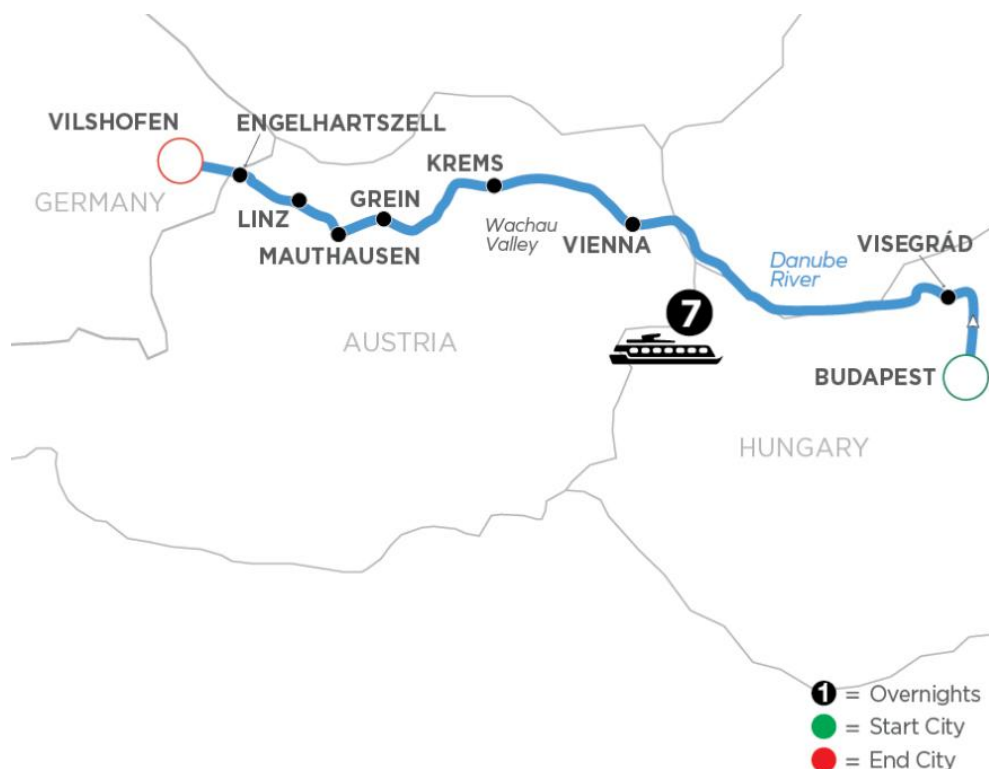 VILSHOFEN
ENGELHARTSZELL
GERMANY
LINZ
MAUTHAUSEN
GREIN
KREMS
Wachau
Valley
VIENNA
VISEGRÁD
Danube
River
7
AUSTRIA
BUDAPEST
HUNGARY
1 = Overnights
= Start City
= End City